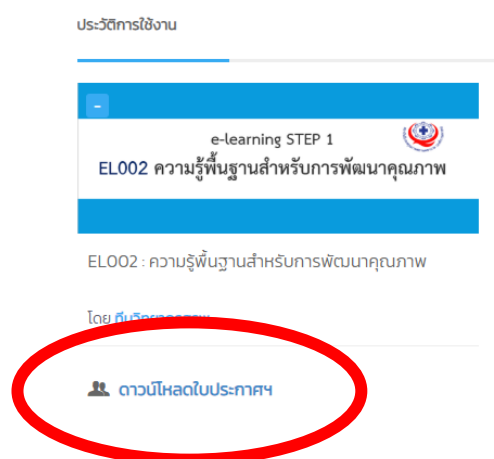 ประวัติการใช้งาน
-
e-learning STEP 1
EL002 ความรู้พื้นฐานสำหรับการพัฒนาคุณภาพ
EL002 : ความรู้พื้นฐานสำหรับการพัฒนาคุณภาพ
โดย
ดาวน์โหลดใบประกาศฯ